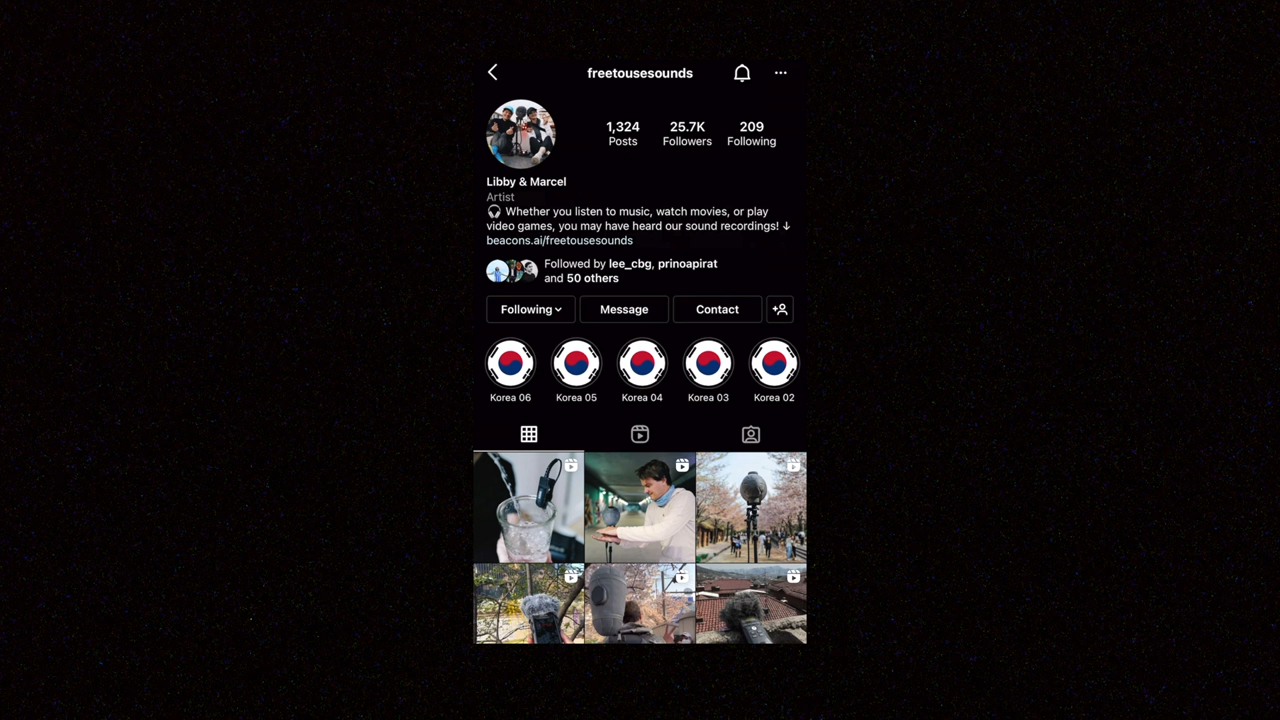 freetousesounds
1,324
25.7K
209
Posts
Followers
Following
Libby & Marcel
Artist
🎧 Whether you listen to music, watch movies, or play
video games, you may have heard our sound recordings! ↓
beacons.ai/freetousesounds
Followed by lee_cbg, prinoapirat
and 50 others
Following
Message
Contact
Korea 06
Korea 05
Korea 04
Korea 03
Korea 02